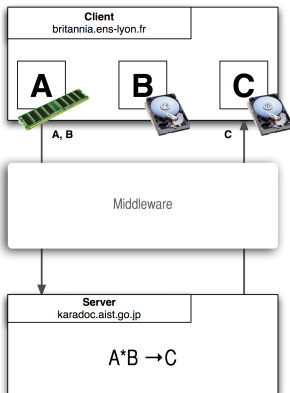 Client
britannia.ens-lyon.fr
A B C
A, B C
Middleware
Server
karadoc.aist.go.jp
A*B →C